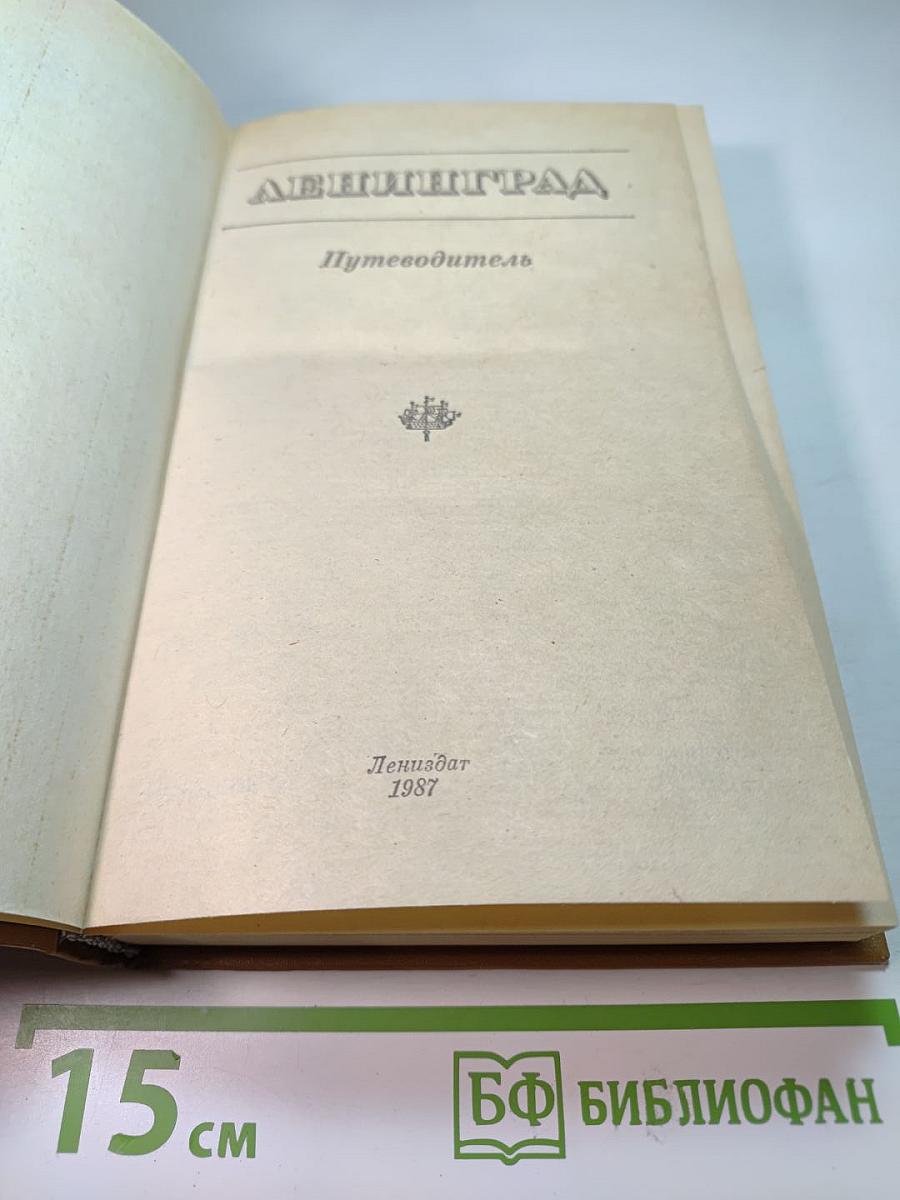 ЛЕНИНГРАД
Путеводитель
Лениздат
1987
15 см
БФ БИБЛИОФАН